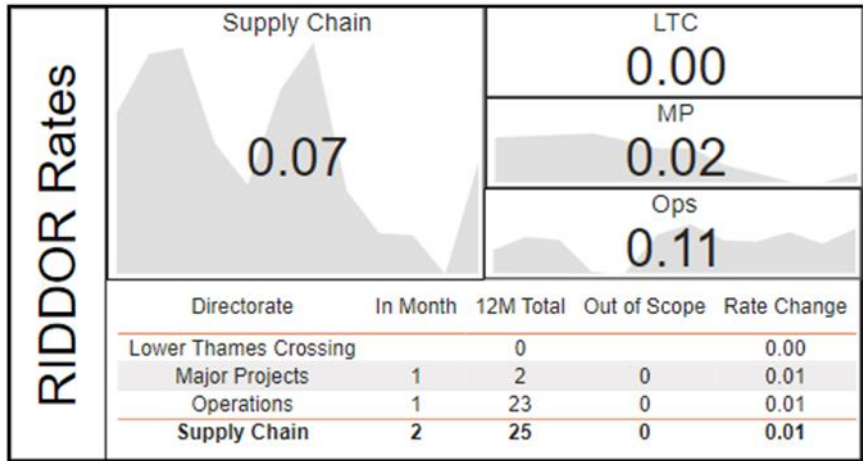 RIDDOR Rates
Supply Chain
0.07
LTC
0.00
MP
0.02
Ops
0.11
Directorate In Month 12M Total Out of Scope Rate Change
Lower Thames Crossing 0 0.00
Major Projects 1 2 0 0.01
Operations 1 23 0 0.01
Supply Chain 2 25 0 0.01